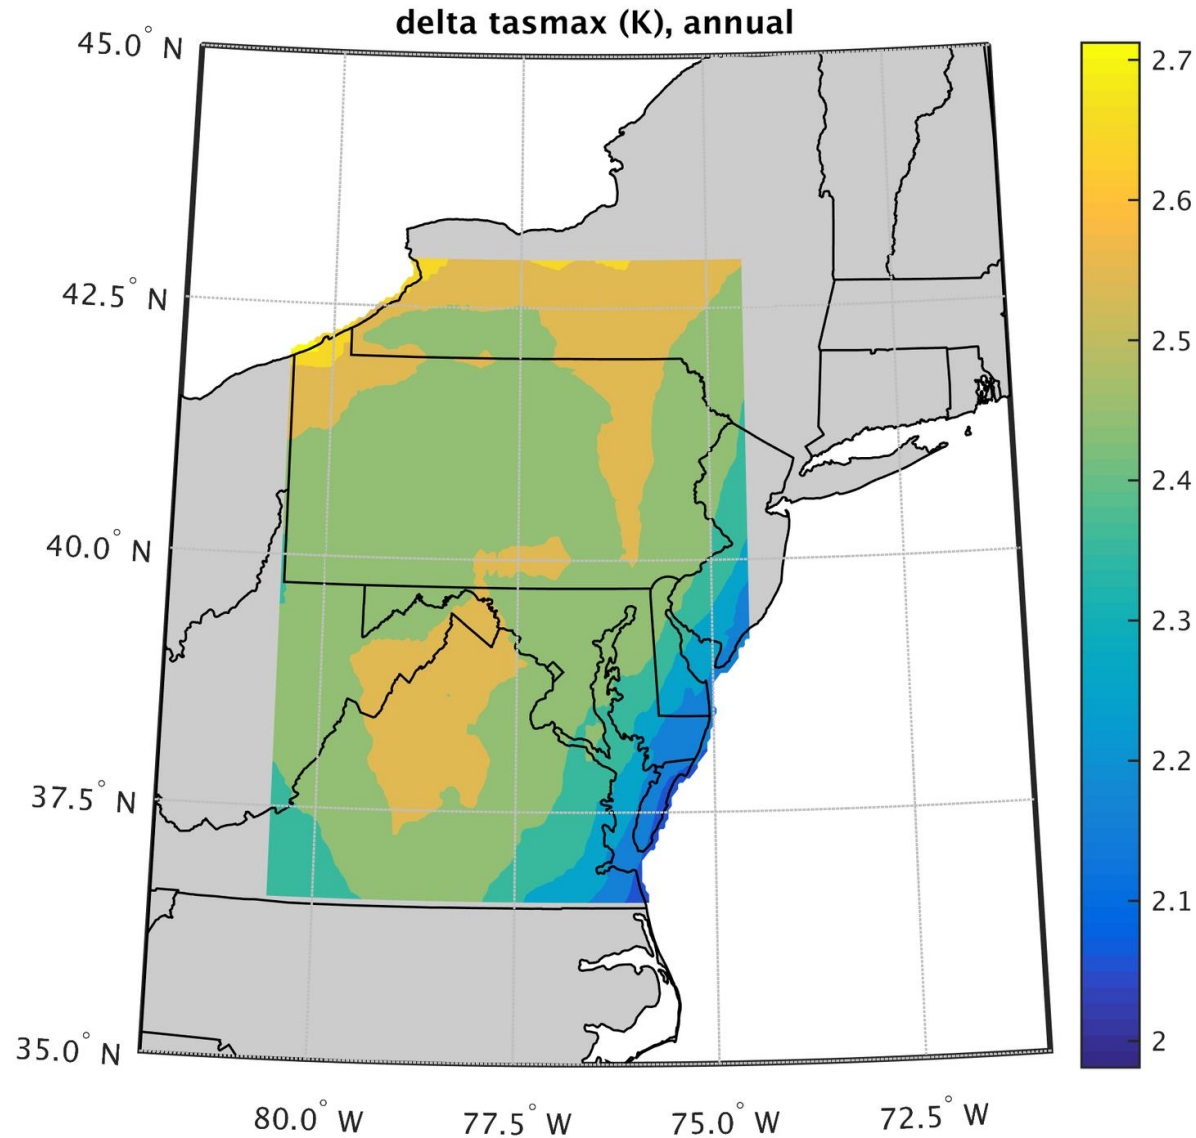 delta tasmax (K), annual
45.0° N
42.5° N
40.0° N
37.5° N
35.0° N
80.0° W
77.5° W
75.0° W
72.5° W
2.7
2.6
2.5
2.4
2.3
2.2
2.1
2